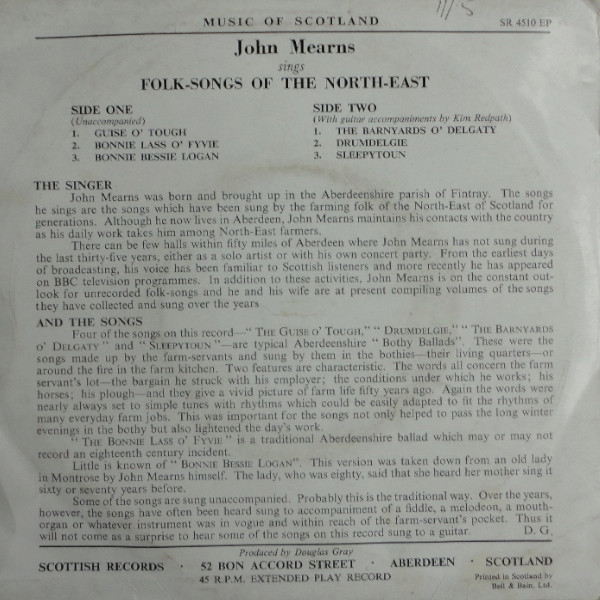 11/5
MUSIC OF SCOTLAND SR 4510 EP
John Mearns
sings
FOLK-SONGS OF THE NORTH-EAST
SIDE ONE
(Unaccompanied)
1. GUISE O' TOUGH
2. BONNIE LASS O' FYVIE
3. BONNIE BESSIE LOGAN
SIDE TWO
(With guitar accompaniments by Kim Redpath)
1. THE BARNYARDS O' DELGATY
2. DRUMDELGIE
3. SLEEPYTOUN
THE SINGER
John Mearns was born and brought up in the Aberdeenshire parish of Fintray. The songs
he sings are the songs which have been sung by the farming folk of the North-East of Scotland for
generations. Although he now lives in Aberdeen, John Mearns maintains his contacts with the country
as his daily work takes him among North-East farmers.
There can be few halls within fifty miles of Aberdeen where John Mearns has not sung during
the last thirty-five years, either as a solo artist or with his own concert party. From the earliest days
of broadcasting, his voice has been familiar to Scottish listeners and more recently he has appeared
on BBC television programmes. In addition to these activities, John Mearns is on the constant out-
look for unrecorded folk-songs and he and his wife are at present compiling volumes of the songs
they have collected and sung over the years
AND THE SONGS
Four of the songs on this record—" THE GUISE O' TOUGH," " DRUMDELGIE," " THE BARNYARDS
O' DELGATY " and " SLEEPYTOUN "—are typical Aberdeenshire " Bothy Ballads". These were the
songs made up by the farm-servants and sung by them in the bothies—their living quarters—or
around the fire in the farm kitchen. Two features are characteristic. The words all concern the farm
servant's lot—the bargain he struck with his employer; the conditions under which he works; his
horses; his plough—and they give a vivid picture of farm life fifty years ago. Again the words were
nearly always set to simple tunes with rhythms which could be easily adapted to fit the rhythms of
many everyday farm jobs. This was important for the songs not only helped to pass the long winter
evenings in the bothy but also lightened the day's work.
" THE BONNIE LASS O' FYVIE " is a traditional Aberdeenshire ballad which may or may not
record an eighteenth century incident.
Little is known of " BONNIE BESSIE LOGAN". This version was taken down from an old lady
in Montrose by John Mearns himself. The lady, who was eighty, said that she heard her mother sing it
sixty or seventy years before.
Some of the songs are sung unaccompanied. Probably this is the traditional way. Over the years,
however, the songs have often been heard sung to accompaniment of a fiddle, a melodeon, a mouth-
organ or whatever instrument was in vogue and within reach of the farm-servant's pocket. Thus it
will not come as a surprise to hear some of the songs on this record sung to a guitar. D. G.
Produced by Douglas Gray
SCOTTISH RECORDS · 52 BON ACCORD STREET · ABERDEEN · SCOTLAND
45 R.P.M. EXTENDED PLAY RECORD
Printed in Scotland by
Bell & Bain, Ltd.